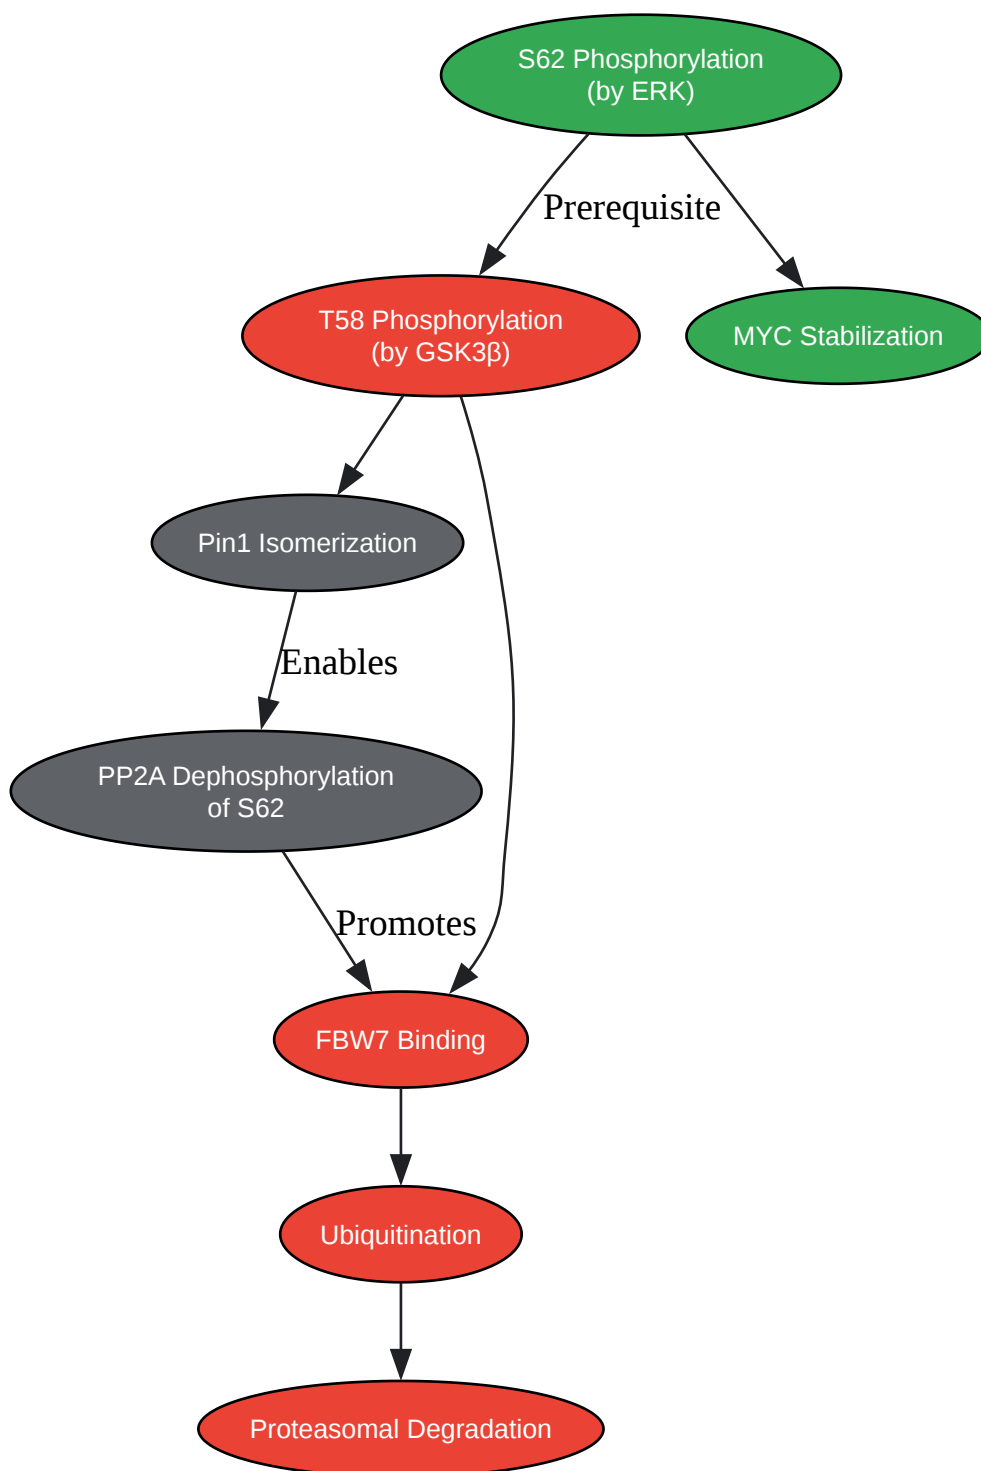 S62 Phosphorylation
(by ERK)
Prerequisite
T58 Phosphorylation
(by GSK3β)
MYC Stabilization
Pin1 Isomerization
Enables
PP2A Dephosphorylation
of S62
Promotes
FBW7 Binding
Ubiquitination
Proteasomal Degradation